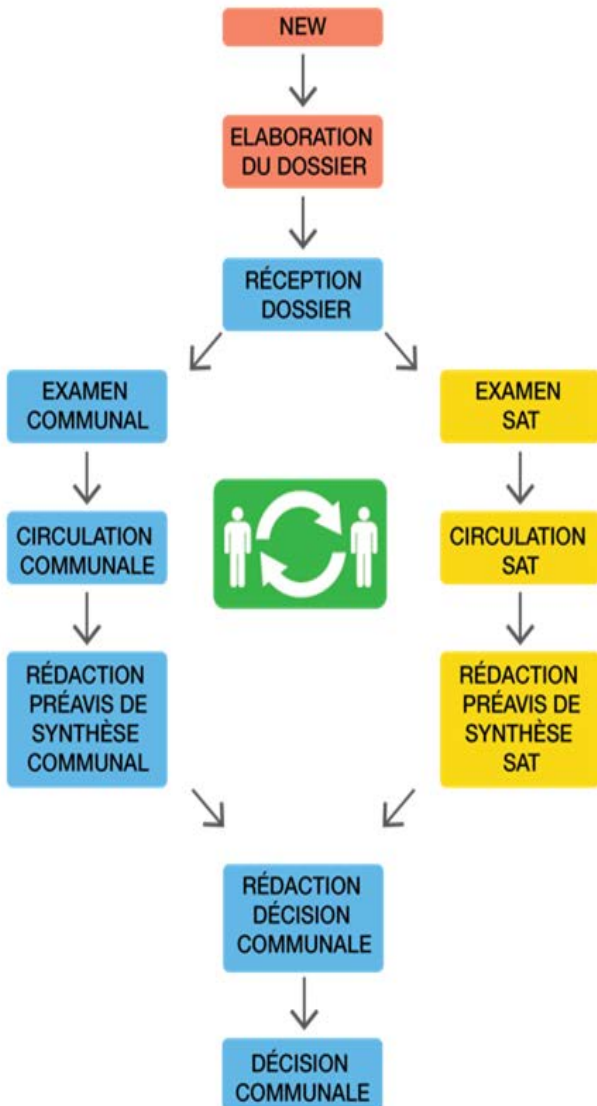 NEW
ELABORATION
DU DOSSIER
RÉCEPTION
DOSSIER
EXAMEN
COMMUNAL
EXAMEN
SAT
CIRCULATION
COMMUNALE
CIRCULATION
SAT
RÉDACTION
PRÉAVIS DE
SYNTHÈSE
COMMUNAL
RÉDACTION
PRÉAVIS DE
SYNTHÈSE
SAT
RÉDACTION
DÉCISION
COMMUNALE
DÉCISION
COMMUNALE